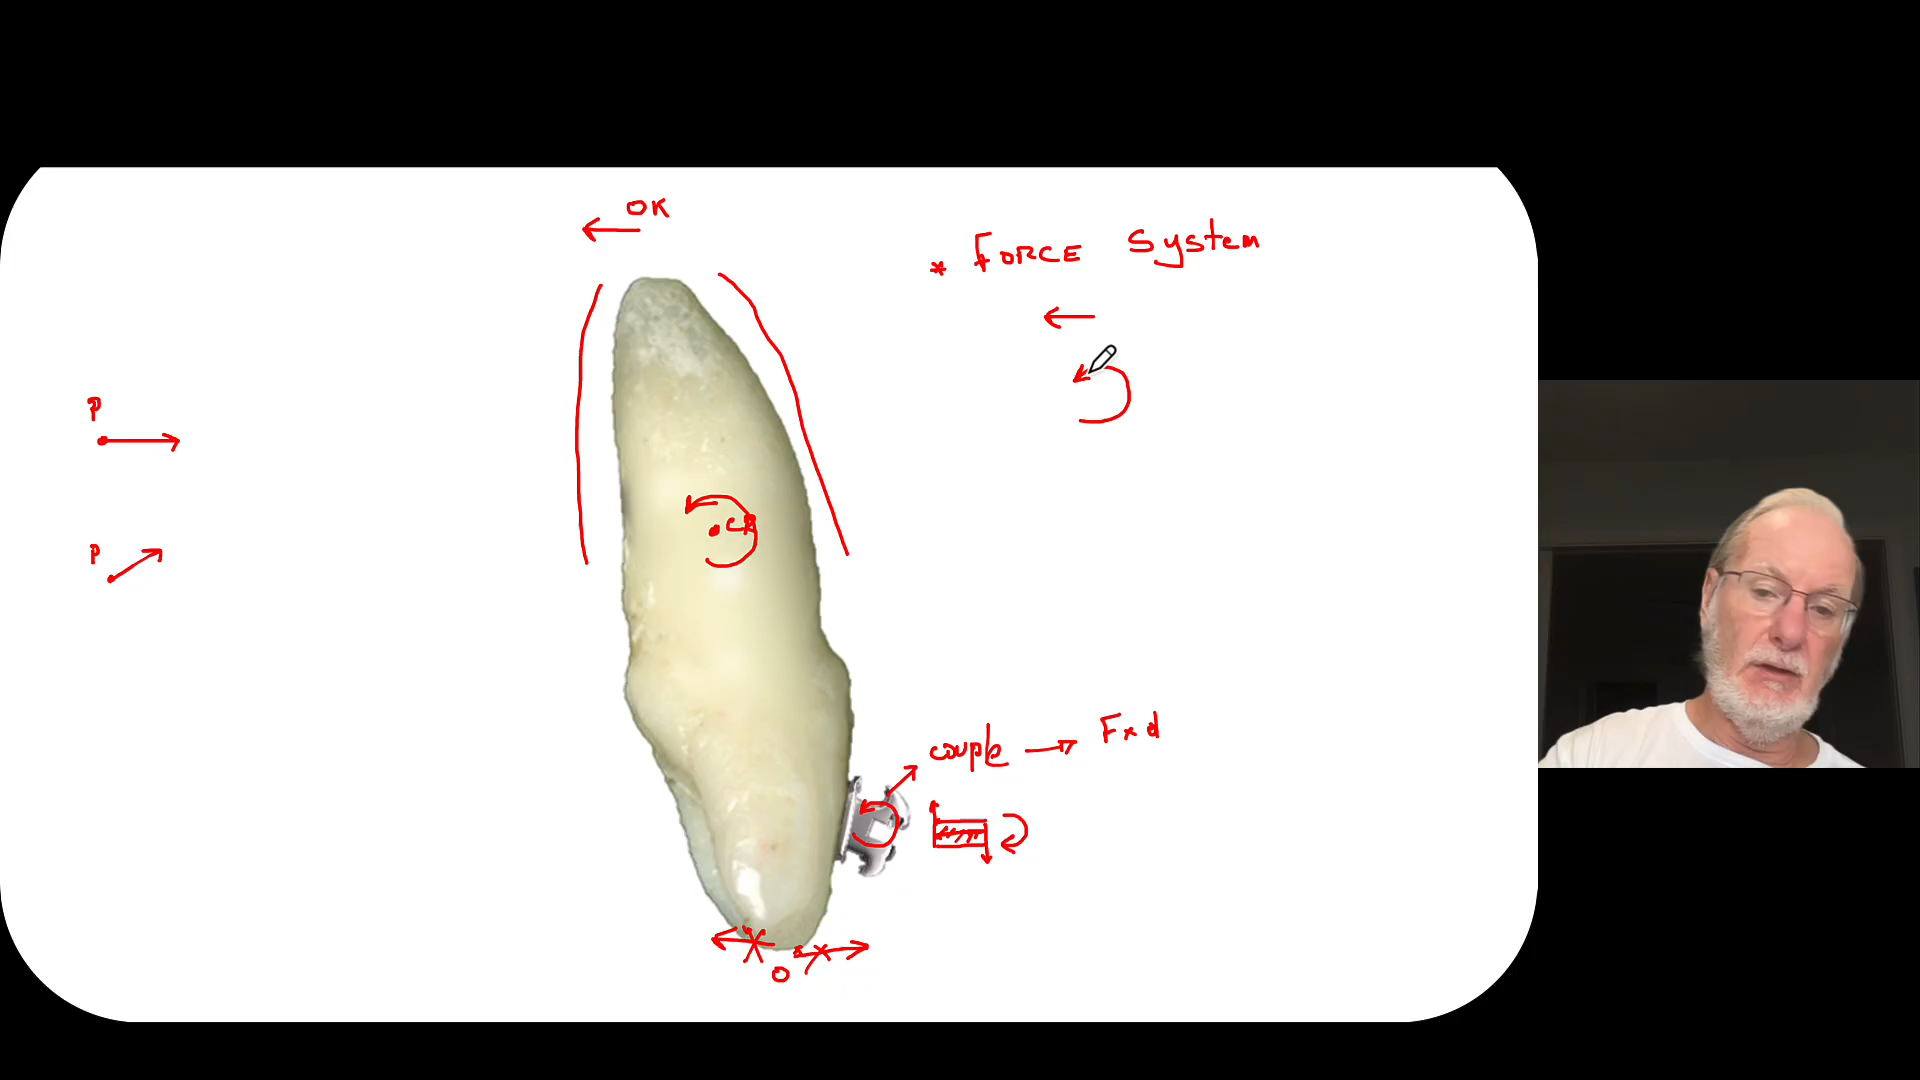 OK
* FORCE System
P
CR
P
couple → F x d
O